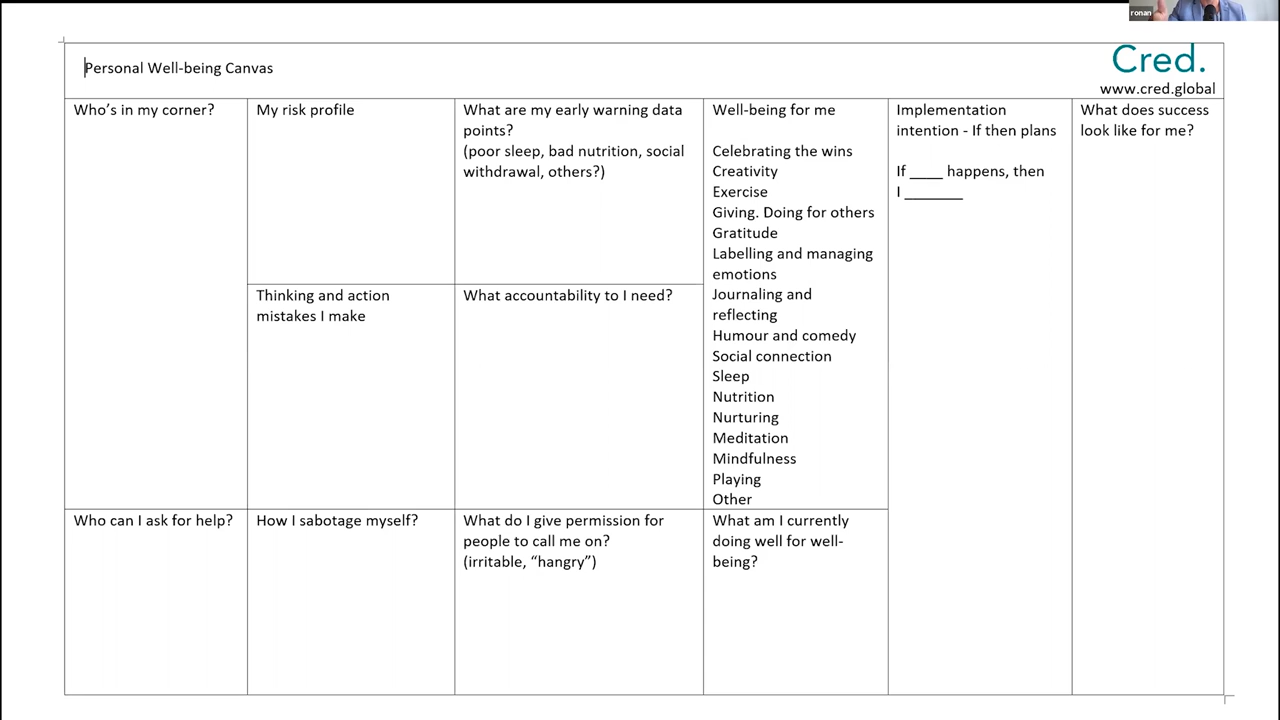 ronan
Personal Well-being Canvas
Cred.
www.cred.global
Who's in my corner?
My risk profile
What are my early warning data
points?
(poor sleep, bad nutrition, social
withdrawal, others?)
Well-being for me
Celebrating the wins
Creativity
Exercise
Giving. Doing for others
Gratitude
Labelling and managing
emotions
Journaling and
reflecting
Humour and comedy
Social connection
Sleep
Nutrition
Nurturing
Meditation
Mindfulness
Playing
Other
Implementation
intention - If then plans
If ____ happens, then
I _______
What does success
look like for me?
Thinking and action
mistakes I make
What accountability to I need?
Who can I ask for help?
How I sabotage myself?
What do I give permission for
people to call me on?
(irritable, “hangry”)
What am I currently
doing well for well-
being?